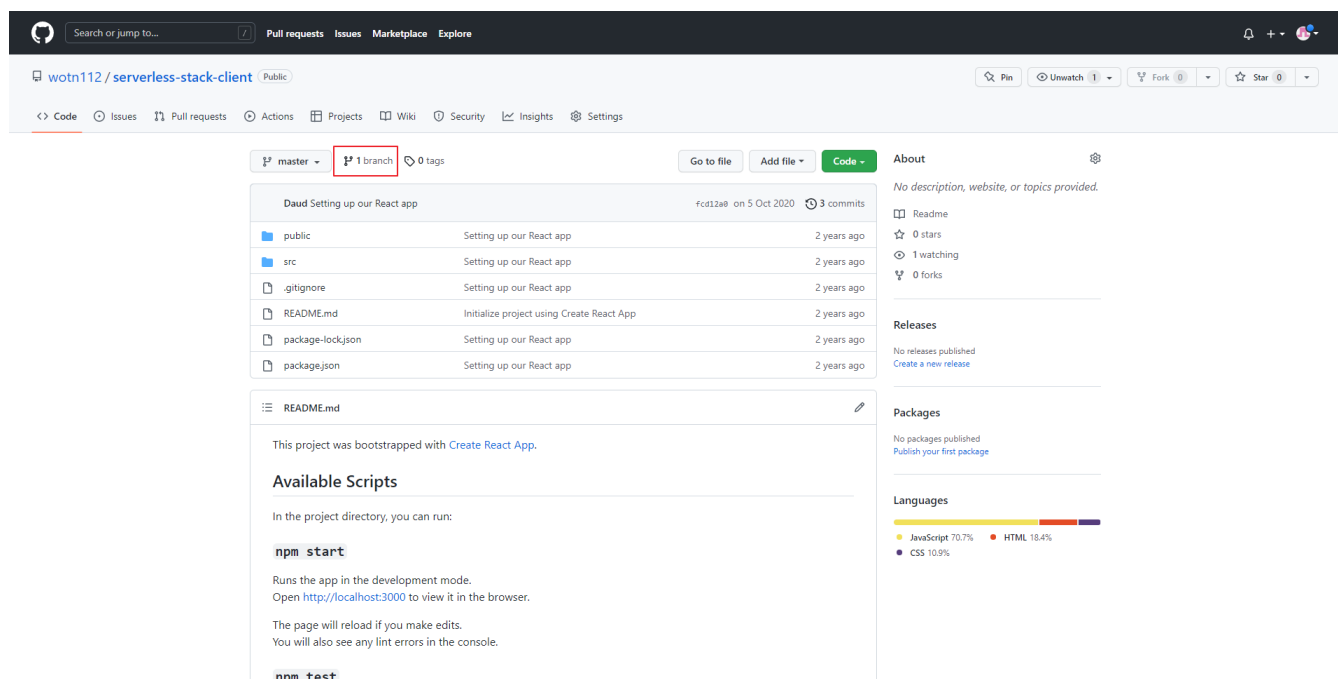 Search or jump to... / Pull requests Issues Marketplace Explore
wotn112 / serverless-stack-client Public Pin Unwatch 1 Fork 0 Star 0
<> Code Issues Pull requests Actions Projects Wiki Security Insights Settings
master 1 branch 0 tags Go to file Add file Code
Daud Setting up our React app fcd12a0 on 5 Oct 2020 3 commits
public Setting up our React app 2 years ago
src Setting up our React app 2 years ago
.gitignore Setting up our React app 2 years ago
README.md Initialize project using Create React App 2 years ago
package-lock.json Setting up our React app 2 years ago
package.json Setting up our React app 2 years ago
README.md
This project was bootstrapped with Create React App.
Available Scripts
In the project directory, you can run:
npm start
Runs the app in the development mode.
Open http://localhost:3000 to view it in the browser.
The page will reload if you make edits.
You will also see any lint errors in the console.
npm test
About
No description, website, or topics provided.
Readme
0 stars
1 watching
0 forks
Releases
No releases published
Create a new release
Packages
No packages published
Publish your first package
Languages
JavaScript 70.7% HTML 18.4%
CSS 10.9%